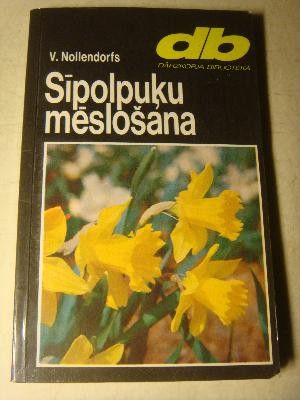 db
DĀRZKOPJA BIBLIOTĒKA
V. Nollendorfs
Sīpolpuķu
mēslošana